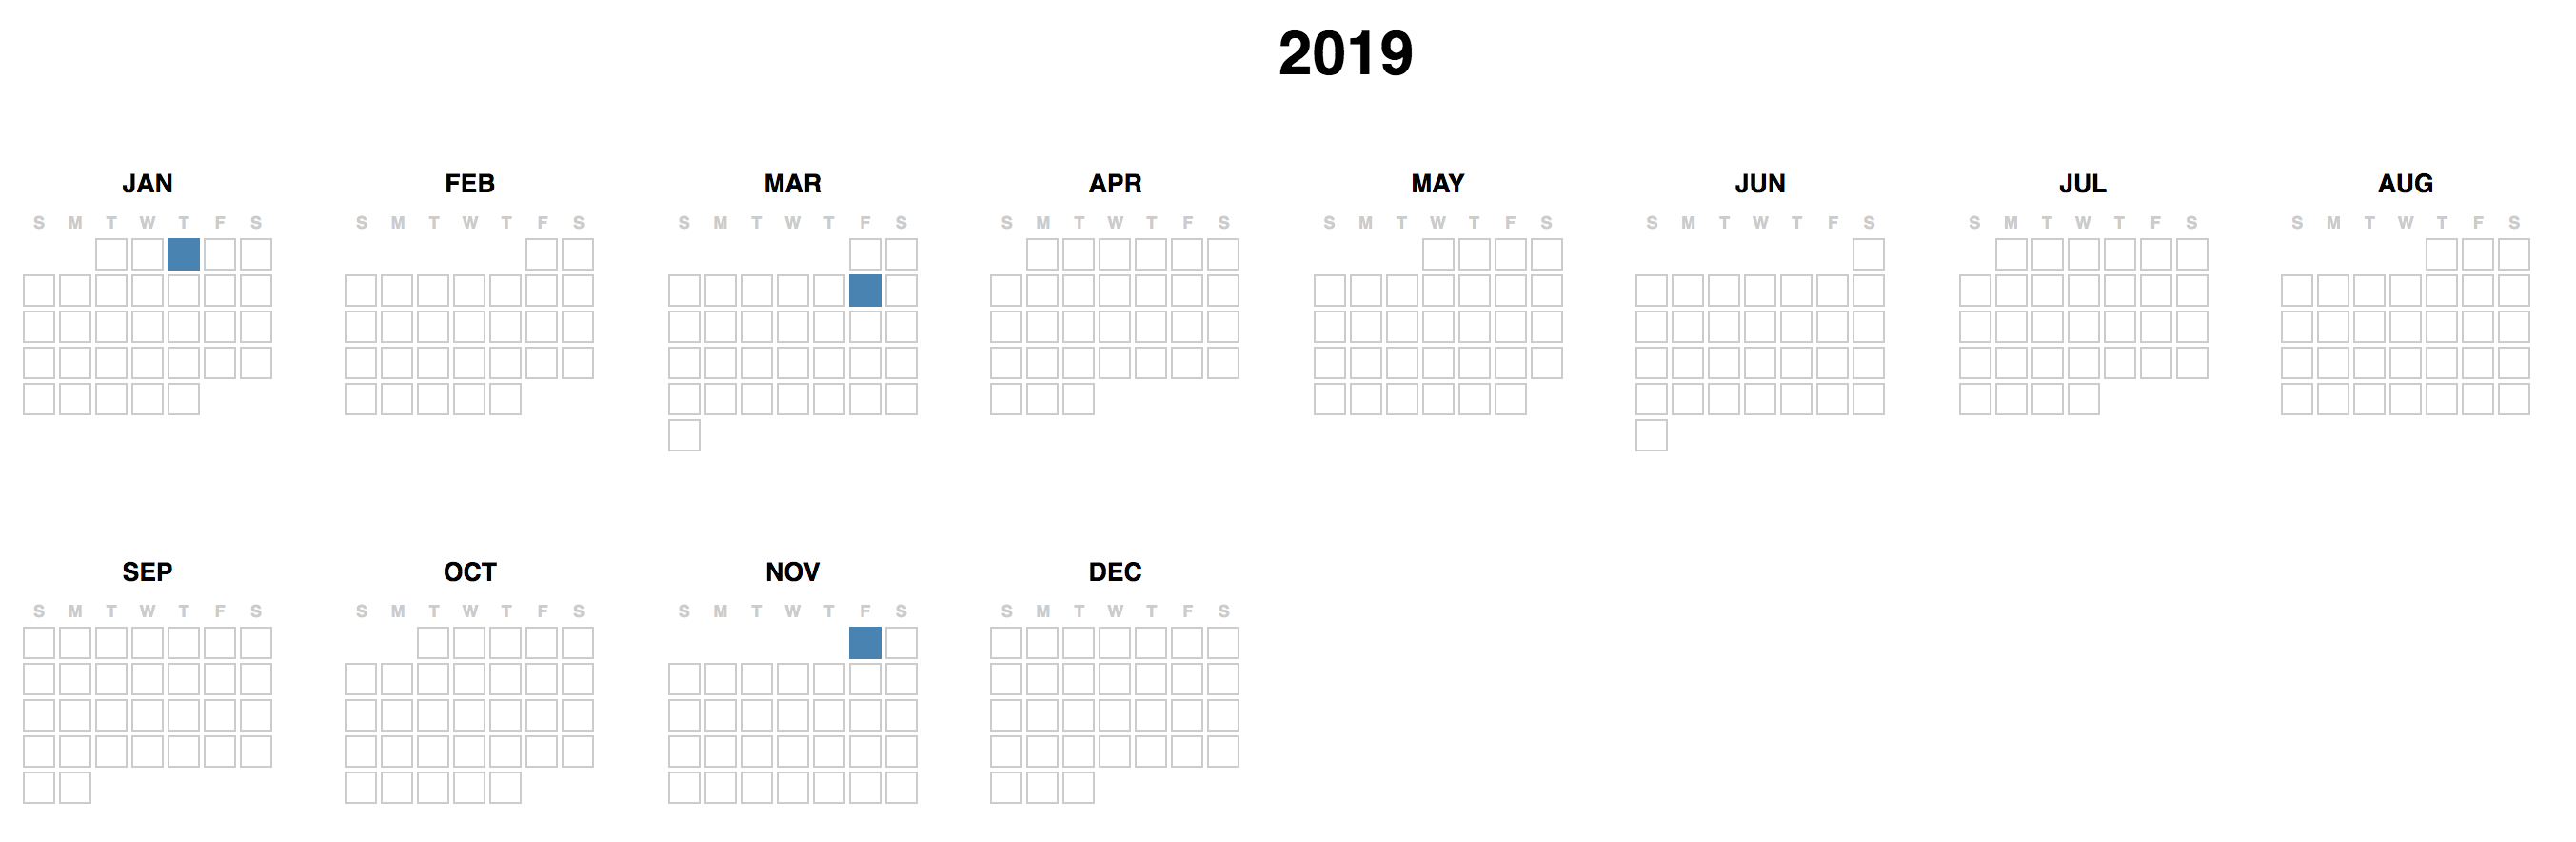 2019
JAN FEB MAR APR MAY JUN JUL AUG
S M T W T F S S M T W T F S S M T W T F S S M T W T F S S M T W T F S S M T W T F S S M T W T F S S M T W T F S
SEP OCT NOV DEC
S M T W T F S S M T W T F S S M T W T F S S M T W T F S